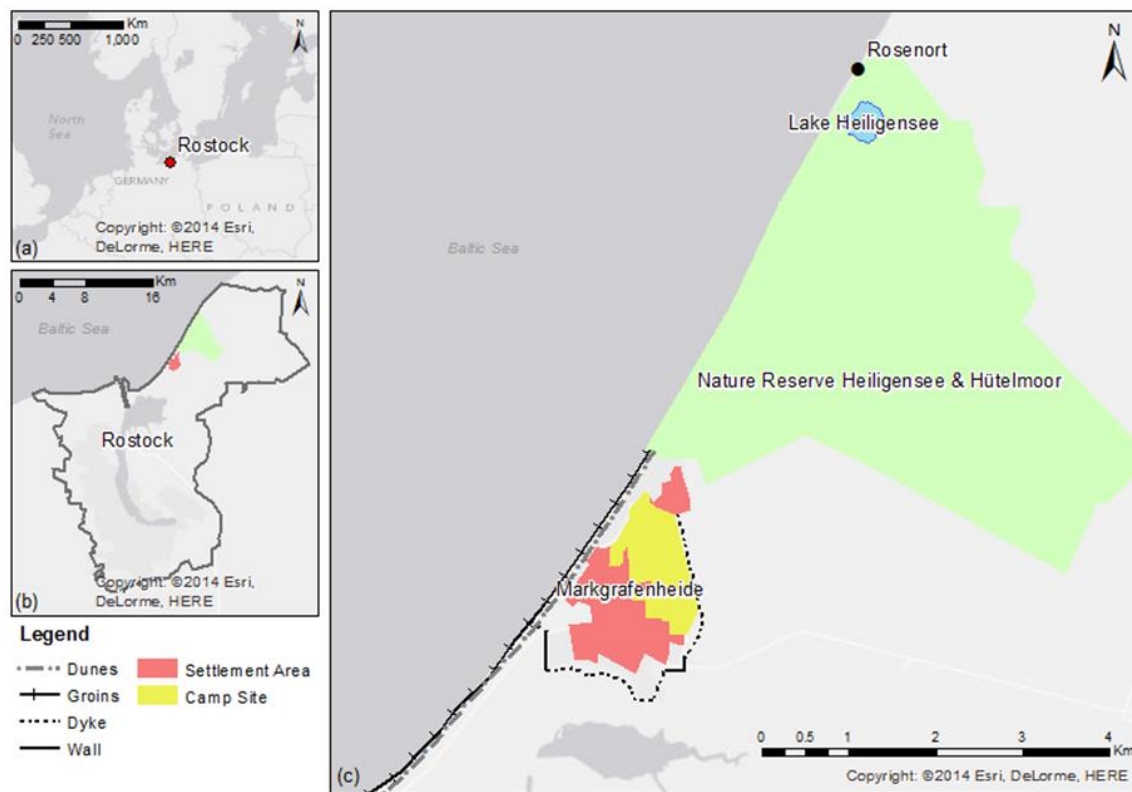 Km
0 250 500 1,000
N
North
Sea
Rostock
GERMANY
POLAND
Copyright: ©2014 Esri,
DeLorme, HERE
(a)
Km
0 4 8 16
N
Baltic Sea
Rostock
Copyright: ©2014 Esri,
DeLorme, HERE
(b)
Legend
Dunes
Groins
Dyke
Wall
Settlement Area
Camp Site
N
Rosenort
Lake Heiligensee
Baltic Sea
Nature Reserve Heiligensee & Hütelmoor
Markgrafenheide
0 0.5 1 2 3 4
Km
(c)
Copyright: ©2014 Esri, DeLorme, HERE